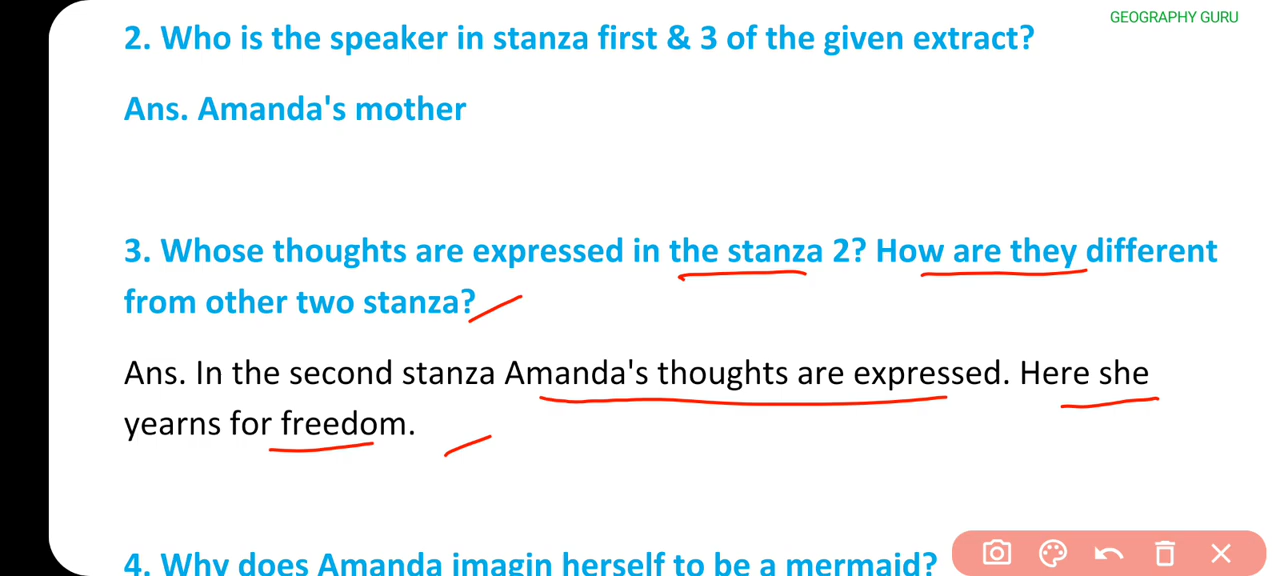 GEOGRAPHY GURU
2. Who is the speaker in stanza first & 3 of the given extract?
Ans. Amanda's mother
3. Whose thoughts are expressed in the stanza 2? How are they different
from other two stanza?
Ans. In the second stanza Amanda's thoughts are expressed. Here she
yearns for freedom.
4. Why does Amanda imagin herself to be a mermaid?